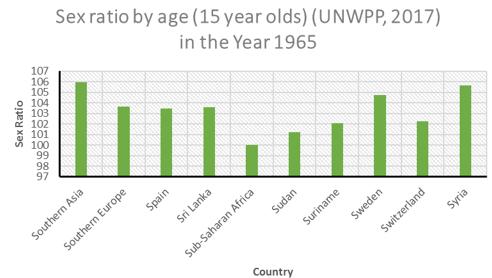 Sex ratio by age (15 year olds) (UNWPP, 2017)
in the Year 1965
107
106
105
104
103
102
101
100
99
98
97
Sex Ratio
Southern Asia
Southern Europe
Spain
Sri Lanka
Sub-Saharan Africa
Sudan
Suriname
Sweden
Switzerland
Syria
Country